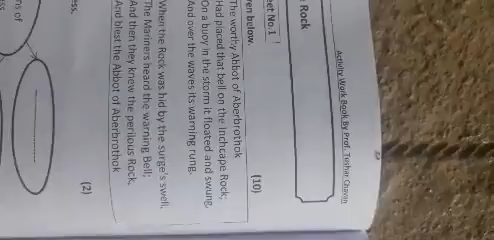 Activity Work Book By Prof. Tushar Chavan
Rock
eet No:1
en below. (10)
The worthy Abbot of Aberbrothok
Had placed that bell on the Inchcape Rock;
On a buoy in the storm it floated and swung,
And over the waves its warning rung.
When the Rock was hid by the surge's swell,
The Mariners heard the warning Bell;
And then they knew the perilous Rock,
And blest the Abbot of Aberbrothok
(2)
ess.
ns of